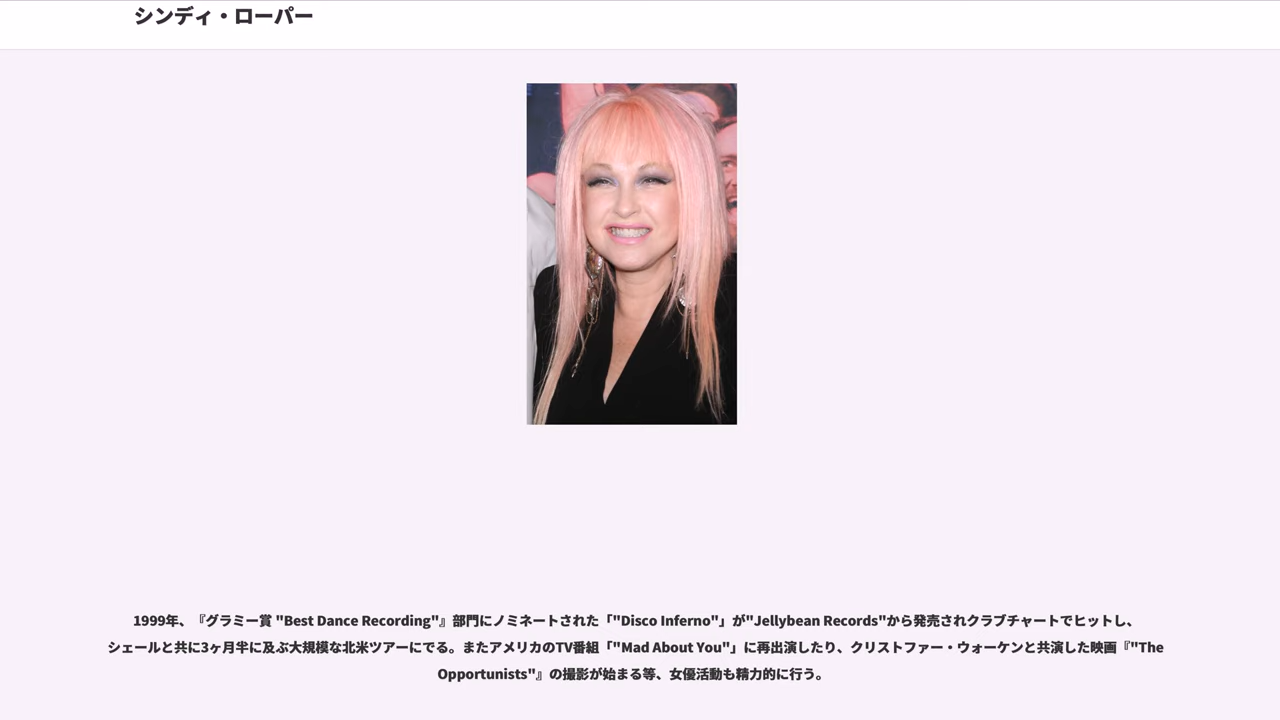 シンディ・ローパー
1999年、『グラミー賞 "Best Dance Recording"』部門にノミネートされた「"Disco Inferno"」が"Jellybean Records"から発売されクラブチャートでヒットし、
シェールと共に3ヶ月半に及ぶ大規模な北米ツアーにでる。またアメリカのTV番組「"Mad About You"」に再出演したり、クリストファー・ウォーケンと共演した映画『"The
Opportunists"』の撮影が始まる等、女優活動も精力的に行う。